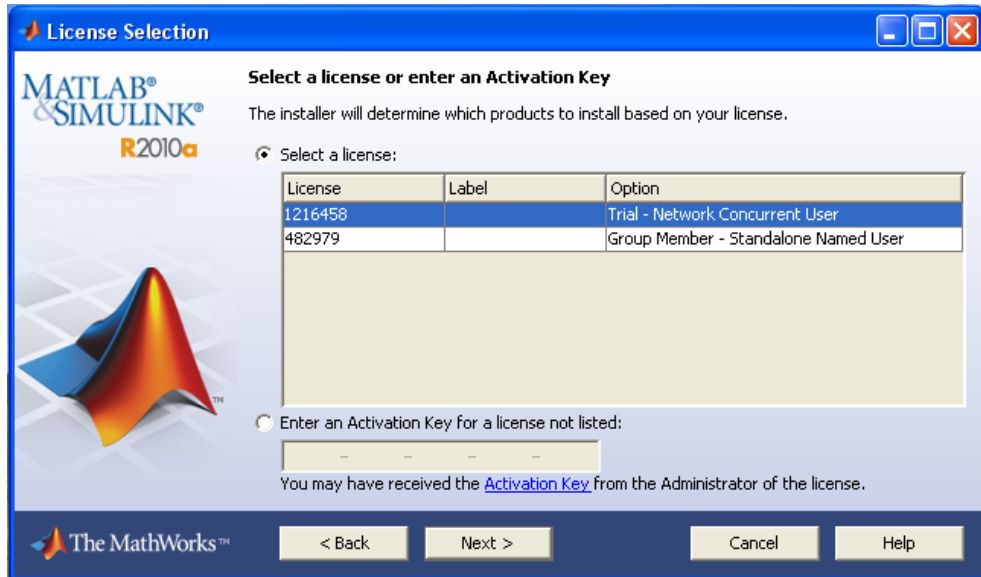 License Selection
MATLAB®
&SIMULINK®
R2010a
Select a license or enter an Activation Key
The installer will determine which products to install based on your license.
Select a license:
License Label Option
1216458 Trial - Network Concurrent User
482979 Group Member - Standalone Named User
TM
Enter an Activation Key for a license not listed:
- - - -
You may have received the Activation Key from the Administrator of the license.
The MathWorks™
< Back Next > Cancel Help